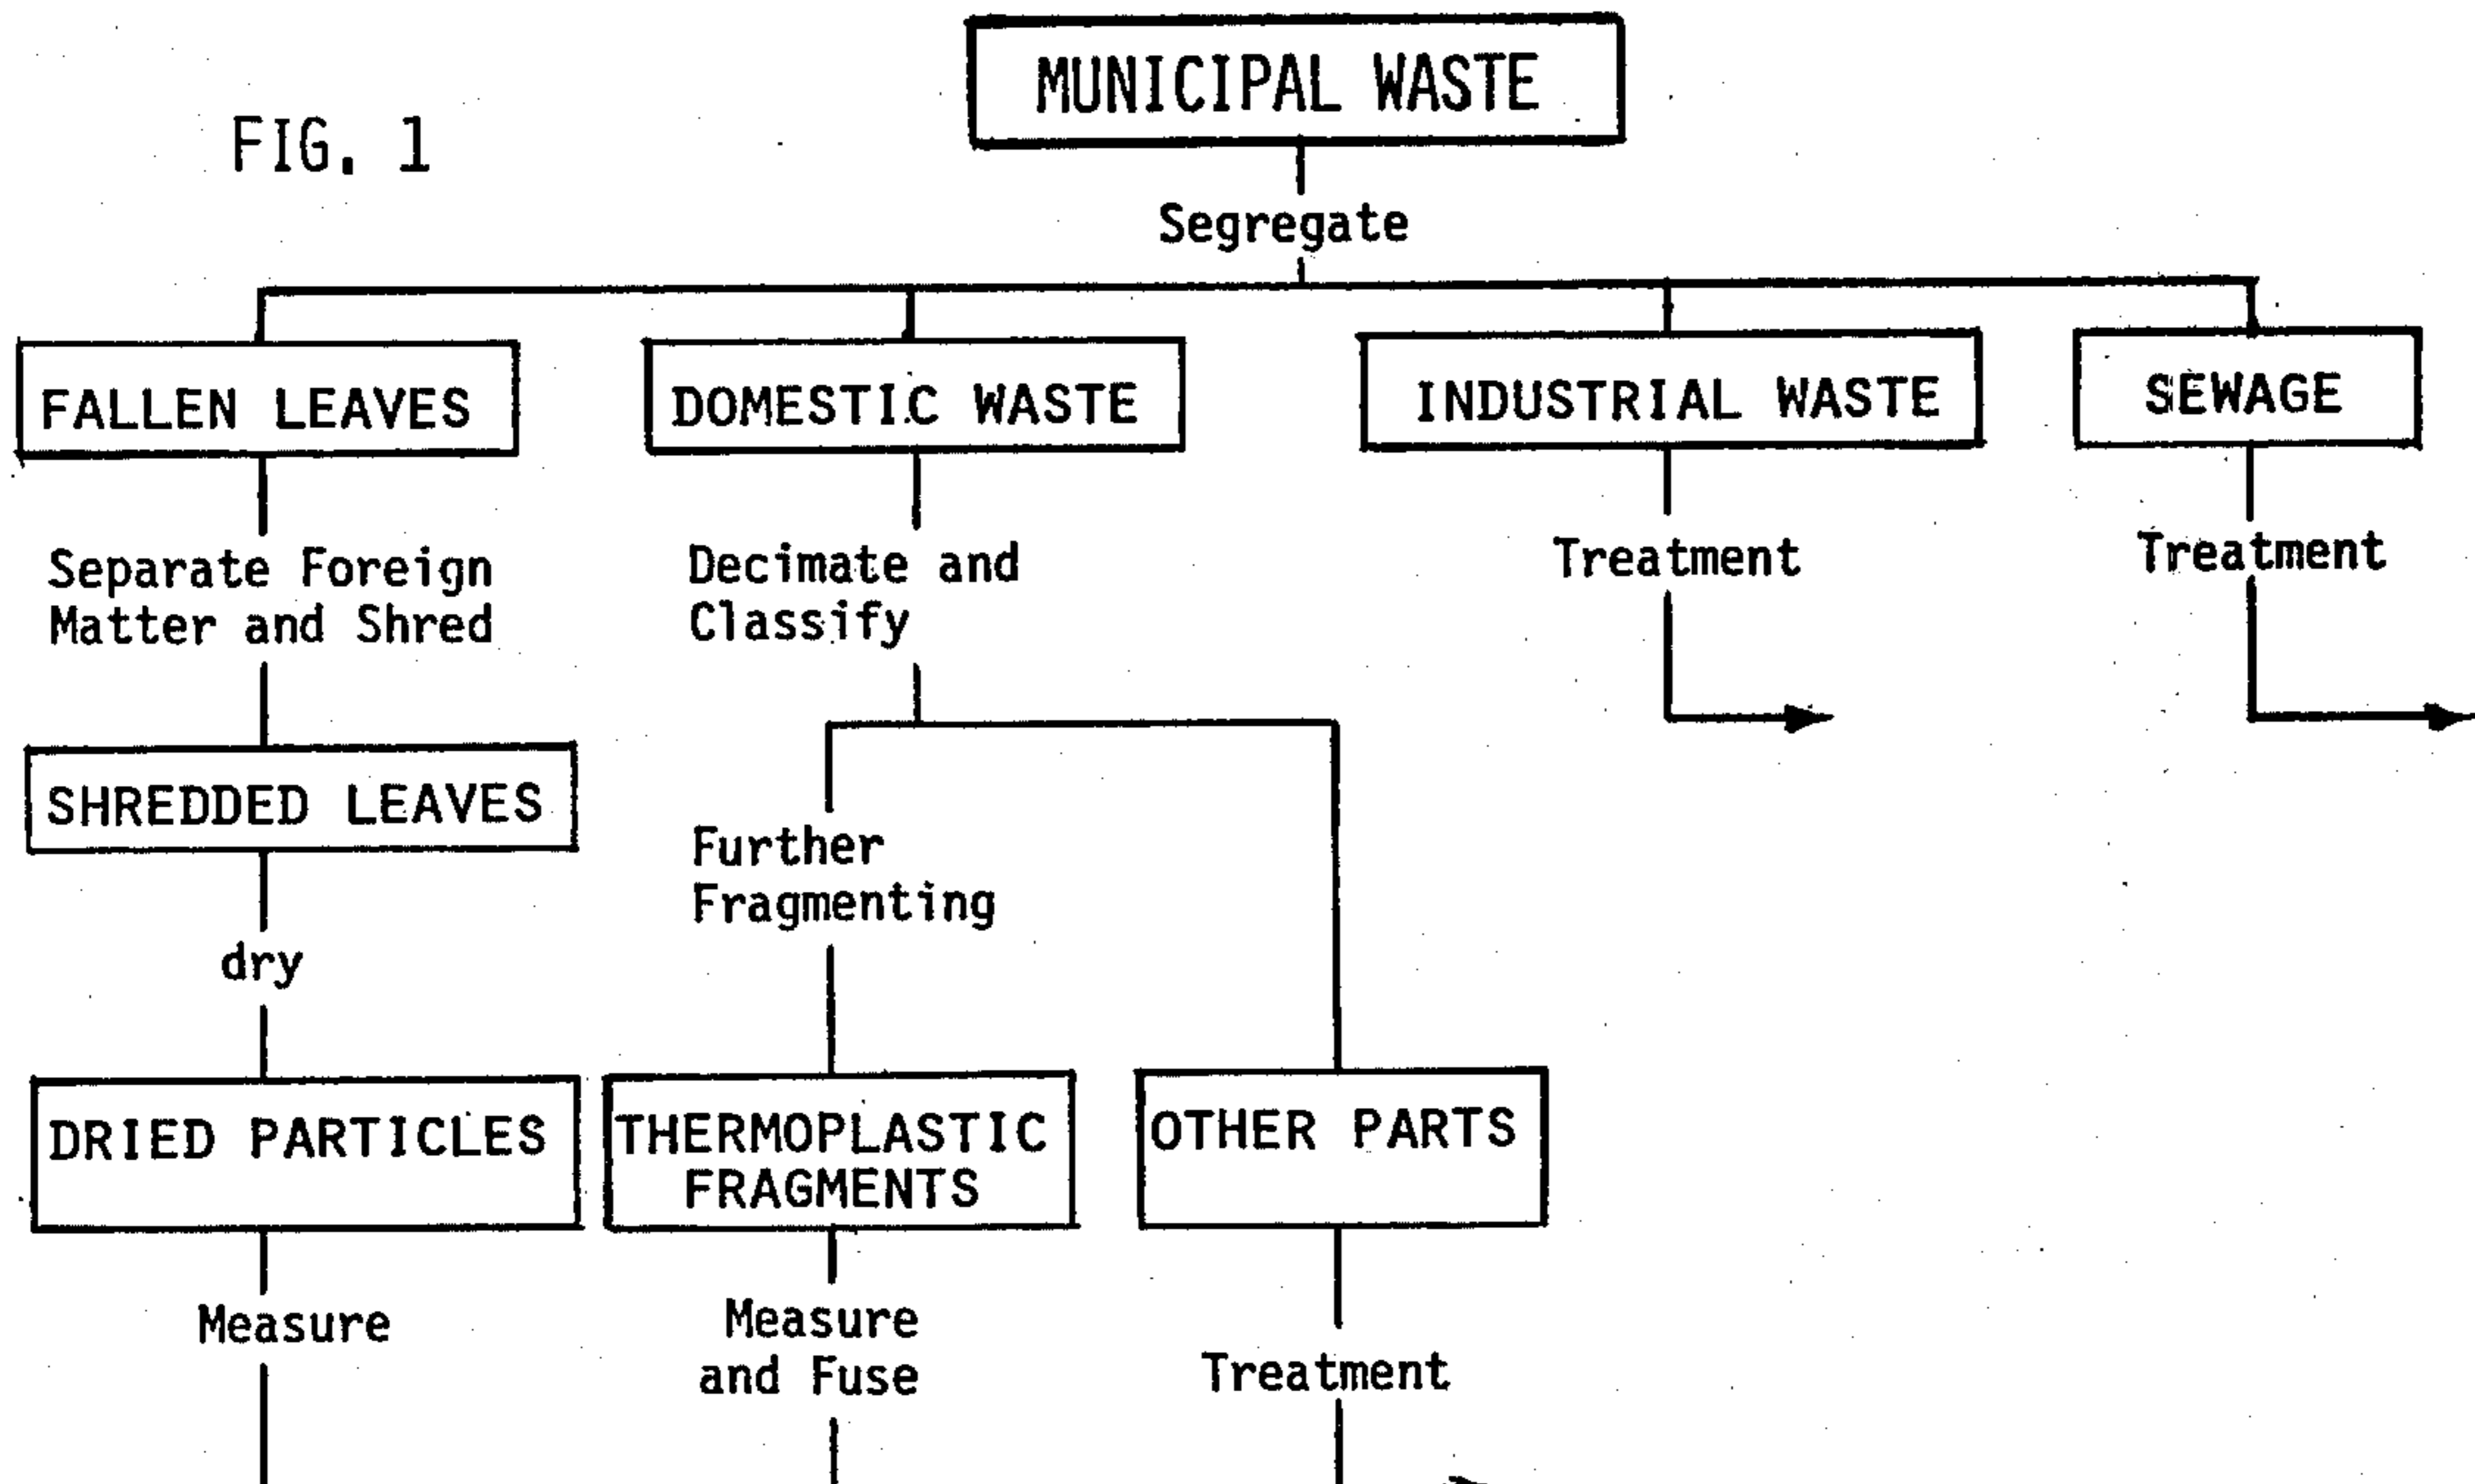 MUNICIPAL WASTE
FIG. 1
Segregate
FALLEN LEAVES
DOMESTIC WASTE
INDUSTRIAL WASTE
SEWAGE
Separate Foreign
Matter and Shred
Decimate and
Classify
Treatment
Treatment
SHREDDED LEAVES
Further
Fragmenting
dry
DRIED PARTICLES
THERMOPLASTIC
FRAGMENTS
OTHER PARTS
Measure
Measure
and Fuse
Treatment